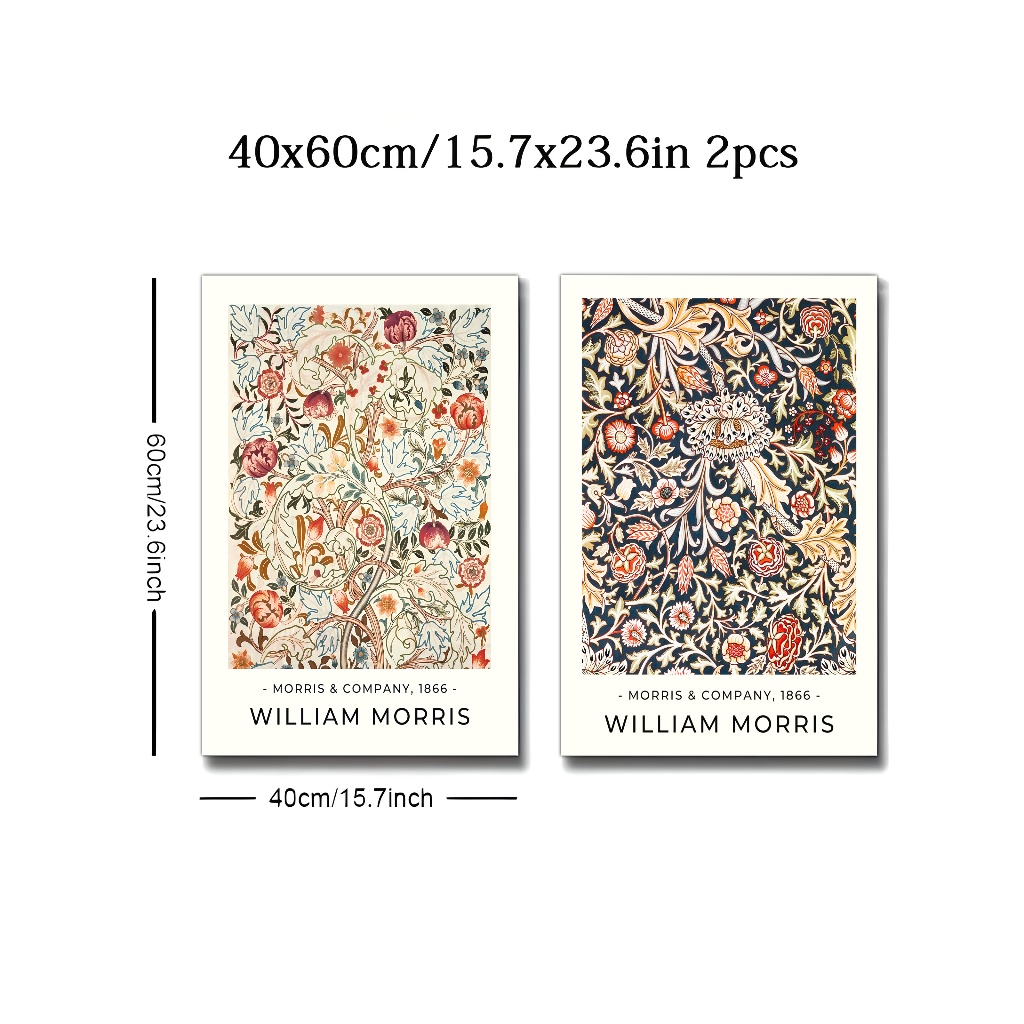 40x60cm/15.7x23.6in 2pcs
60cm/23.6inch
- MORRIS & COMPANY, 1866 -
WILLIAM MORRIS
- MORRIS & COMPANY, 1866 -
WILLIAM MORRIS
40cm/15.7inch